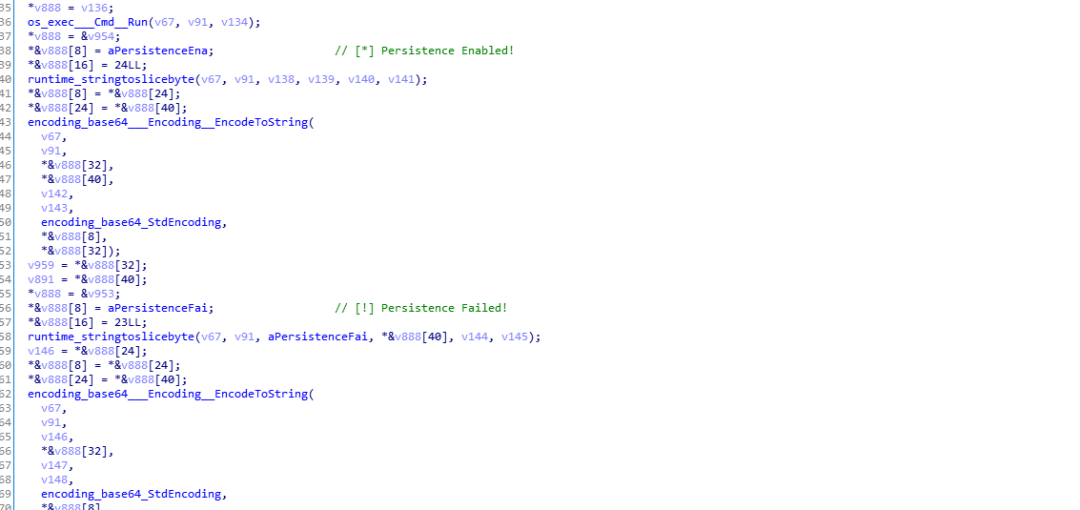 35 *v888 = v136;
36 os_exec___Cmd__Run(v67, v91, v134);
37 *v888 = &v954;
38 *&v888[8] = aPersistenceEna; // [*] Persistence Enabled!
39 *&v888[16] = 24LL;
40 runtime_stringtoslicebyte(v67, v91, v138, v139, v140, v141);
41 *&v888[8] = *&v888[24];
42 *&v888[24] = *&v888[40];
43 encoding_base64___Encoding__EncodeToString(
44 v67,
45 v91,
46 *&v888[32],
47 *&v888[40],
48 v142,
49 v143,
50 encoding_base64_StdEncoding,
51 *&v888[8],
52 *&v888[32]);
53 v959 = *&v888[32];
54 v891 = *&v888[40];
55 *v888 = &v953;
56 *&v888[8] = aPersistenceFai; // [!] Persistence Failed!
57 *&v888[16] = 23LL;
58 runtime_stringtoslicebyte(v67, v91, aPersistenceFai, *&v888[40], v144, v145);
59 v146 = *&v888[24];
60 *&v888[8] = *&v888[24];
61 *&v888[24] = *&v888[40];
62 encoding_base64___Encoding__EncodeToString(
63 v67,
64 v91,
65 v146,
66 *&v888[32],
67 v147,
68 v148,
69 encoding_base64_StdEncoding,
70 *&v888[8]